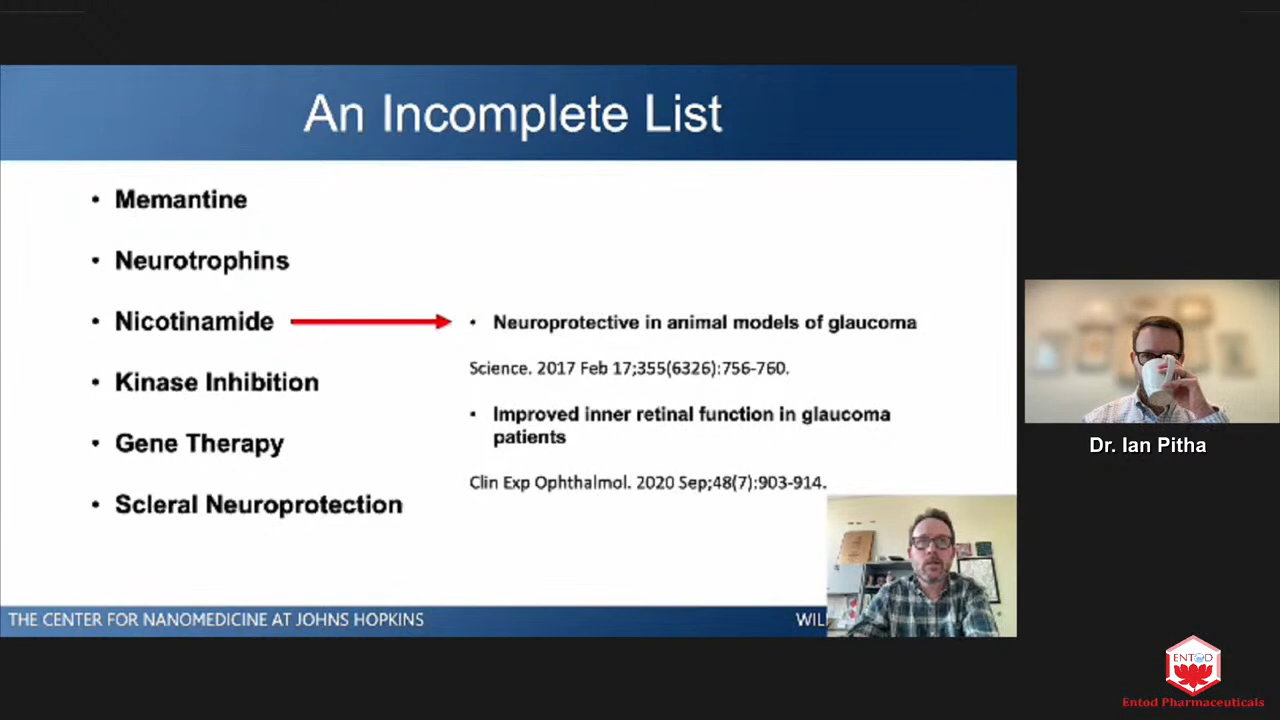 An Incomplete List
• Memantine
• Neurotrophins
• Nicotinamide
• Kinase Inhibition
• Gene Therapy
• Scleral Neuroprotection
• Neuroprotective in animal models of glaucoma
Science. 2017 Feb 17;355(6326):756-760.
• Improved inner retinal function in glaucoma
patients
Clin Exp Ophthalmol. 2020 Sep;48(7):903-914.
THE CENTER FOR NANOMEDICINE AT JOHNS HOPKINS
WIL
Dr. Ian Pitha
ENTOD
Entod Pharmaceuticals